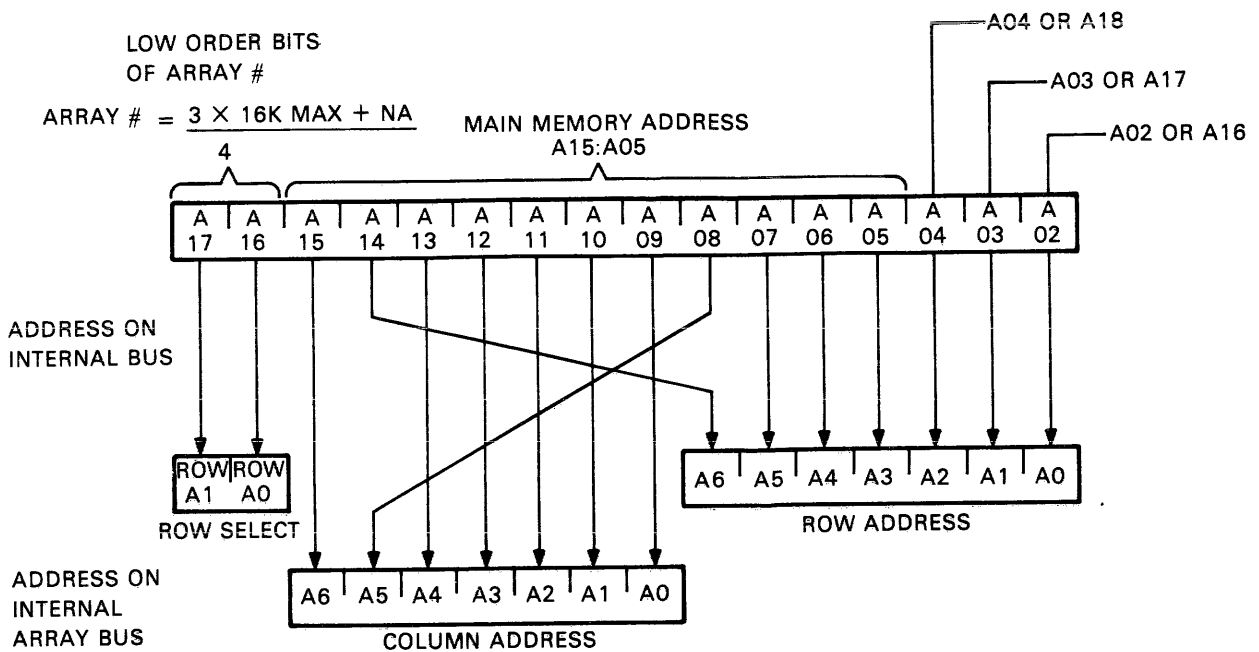 A04 OR A18
LOW ORDER BITS
OF ARRAY #
A03 OR A17
ARRAY # = 3 X 16K MAX + NA
4
MAIN MEMORY ADDRESS
A15:A05
A02 OR A16
A A A A A A A A A A A A A A A A
17 16 15 14 13 12 11 10 09 08 07 06 05 04 03 02
ADDRESS ON
INTERNAL BUS
ROW ROW
A1 A0
ROW SELECT
A6 A5 A4 A3 A2 A1 A0
ROW ADDRESS
ADDRESS ON
INTERNAL
ARRAY BUS
A6 A5 A4 A3 A2 A1 A0
COLUMN ADDRESS